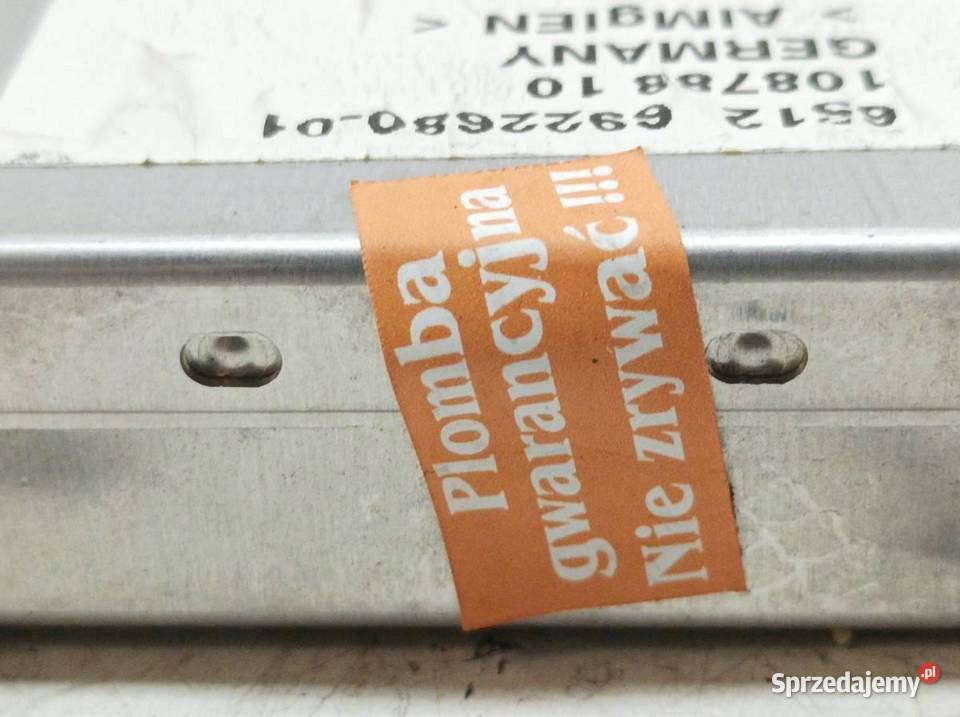 6512 6922680-01
108788 10
GERMANY
> AIMgIEN <
Plomba
gwarancyjna
Nie zrywać !!!
Sprzedajemy.pl